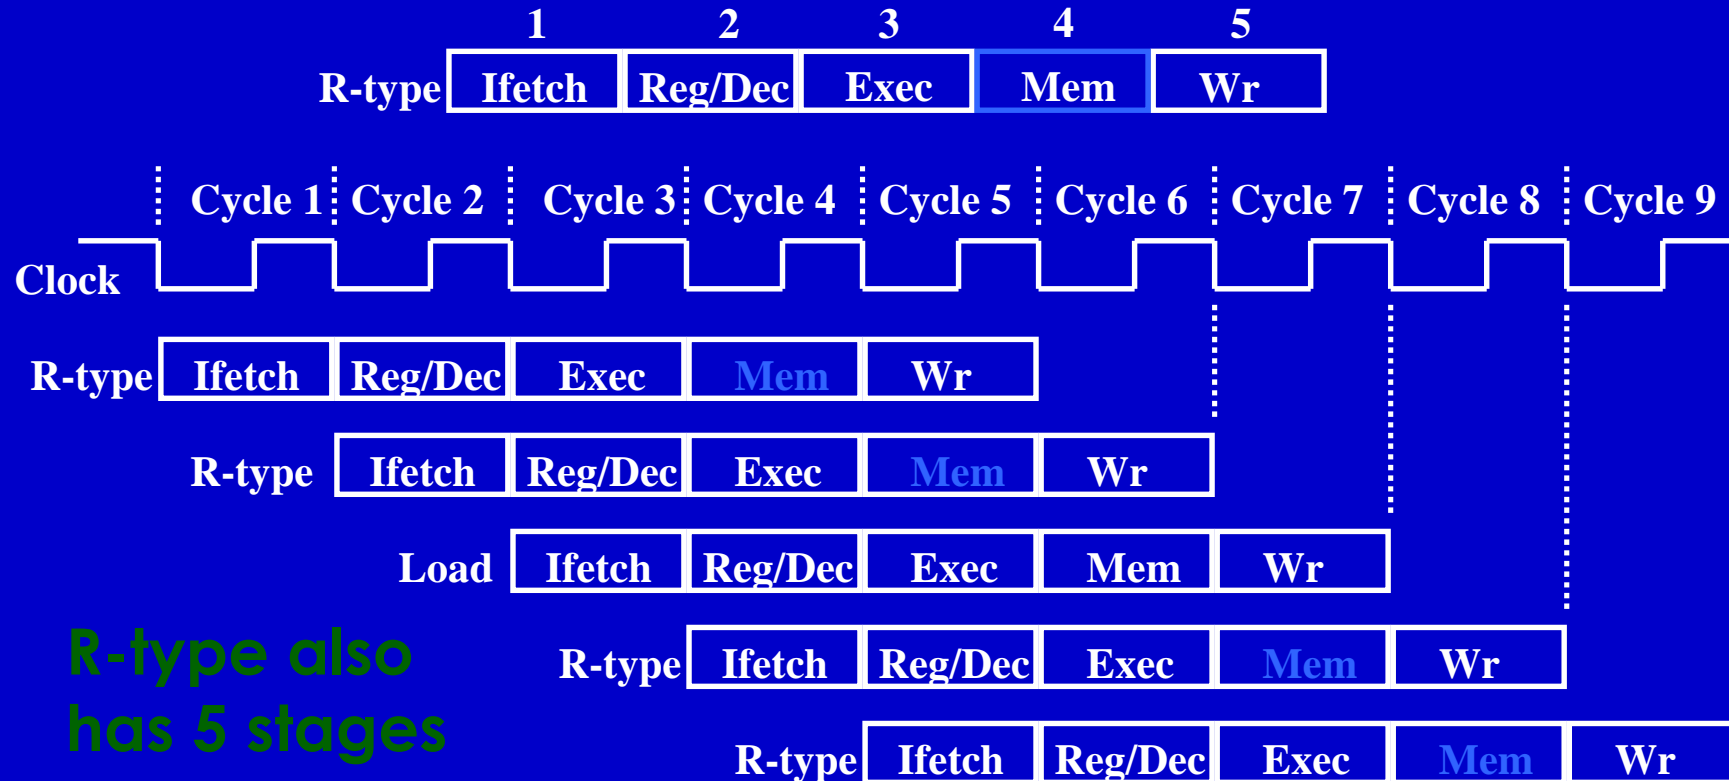 1 2 3 4 5
R-type Ifetch Reg/Dec Exec Mem Wr
Cycle 1 Cycle 2 Cycle 3 Cycle 4 Cycle 5 Cycle 6 Cycle 7 Cycle 8 Cycle 9
Clock
R-type Ifetch Reg/Dec Exec Mem Wr
R-type Ifetch Reg/Dec Exec Mem Wr
Load Ifetch Reg/Dec Exec Mem Wr
R-type Ifetch Reg/Dec Exec Mem Wr
R-type Ifetch Reg/Dec Exec Mem Wr
R-type also
has 5 stages